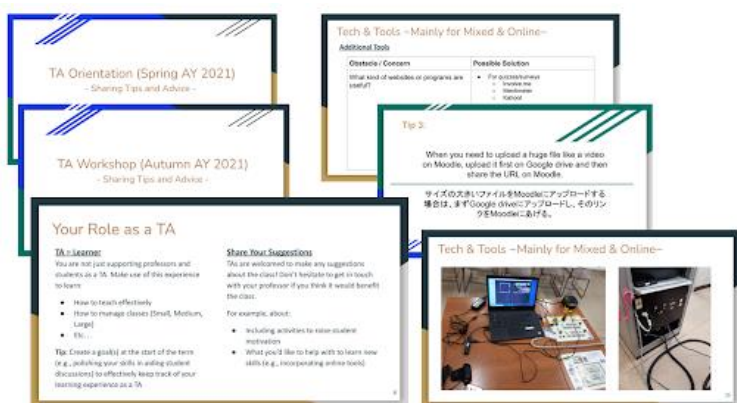 TA Orientation (Spring AY 2021)
- Sharing Tips and Advice -
TA Workshop (Autumn AY 2021)
- Sharing Tips and Advice -
Your Role as a TA
TA = Learner
You are not just supporting professors and
students as a TA. Make use of this experience
to learn
● How to teach effectively
● How to manage classes (Small, Medium,
Large)
● Etc...
Tip: Create a goal(s) at the start of the term
(e.g., polishing your skills in aiding student
discussions) to effectively keep track of your
learning experience as a TA
Share Your Suggestions
TAs are welcomed to make any suggestions
about the class! Don't hesitate to get in touch
with your professor if you think it would benefit
the class.
For example, about:
● Including activities to raise student
motivation
● What you'd like to help with to learn new
skills (e.g., incorporating online tools)
Tech & Tools ~Mainly for Mixed & Online~
Additional Tools
Obstacle / Concern
Possible Solution
What kind of websites or programs are
useful?
● For quizzes/surveys
○ Involve.me
○ Mentimeter
○ Kahoot
Tip 3:
When you need to upload a huge file like a video
on Moodle, upload it first on Google drive and then
share the URL on Moodle.
サイズの大きいファイルをMoodleにアップロードする
場合は、まずGoogle driveにアップロードし、そのリン
クをMoodleにあげる。
Tech & Tools ~Mainly for Mixed & Online~